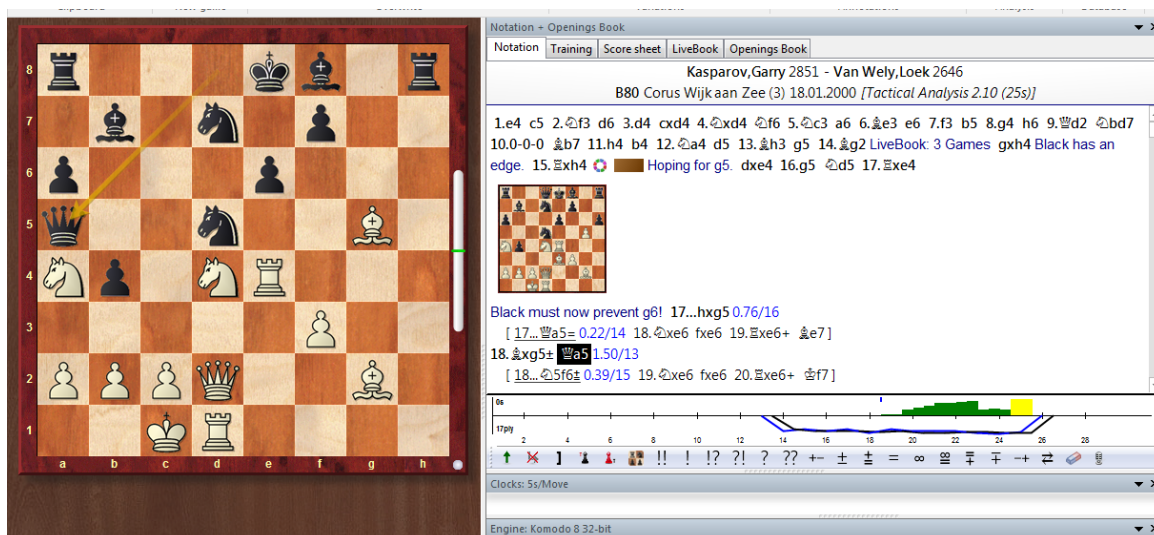 Notation + Openings Book
Notation Training Score sheet LiveBook Openings Book
Kasparov,Garry 2851 - Van Wely,Loek 2646
B80 Corus Wijk aan Zee (3) 18.01.2000 [Tactical Analysis 2.10 (25s)]
1.e4 c5 2.♘f3 d6 3.d4 cxd4 4.♘xd4 ♘f6 5.♘c3 a6 6.♗e3 e6 7.f3 b5 8.g4 h6 9.♕d2 ♘bd7
10.0-0-0 ♗b7 11.h4 b4 12.♘a4 d5 13.♗h3 g5 14.♗g2 LiveBook: 3 Games gxh4 Black has an
edge. 15.♖xh4 Hoping for g5. dxe4 16.g5 ♘d5 17.♖xe4
Black must now prevent g6! 17...hxg5 0.76/16
[ 17...♕a5= 0.22/14 18.♘xe6 fxe6 19.♖xe6+ ♗e7 ]
18.♗xg5± ♕a5 1.50/13
[ 18...♘5f6⩲ 0.39/15 19.♘xe6 fxe6 20.♖xe6+ ♔f7 ]
8
7
6
5
4
3
2
1
a b c d e f g h
0s
17ply
2 4 6 8 10 12 14 16 18 20 22 24 26 28
!! ! !? ?! ? ?? +- ± ⩲ = ∞ ⩱ ∓ -+
Clocks: 5s/Move
Engine: Komodo 8 32-bit